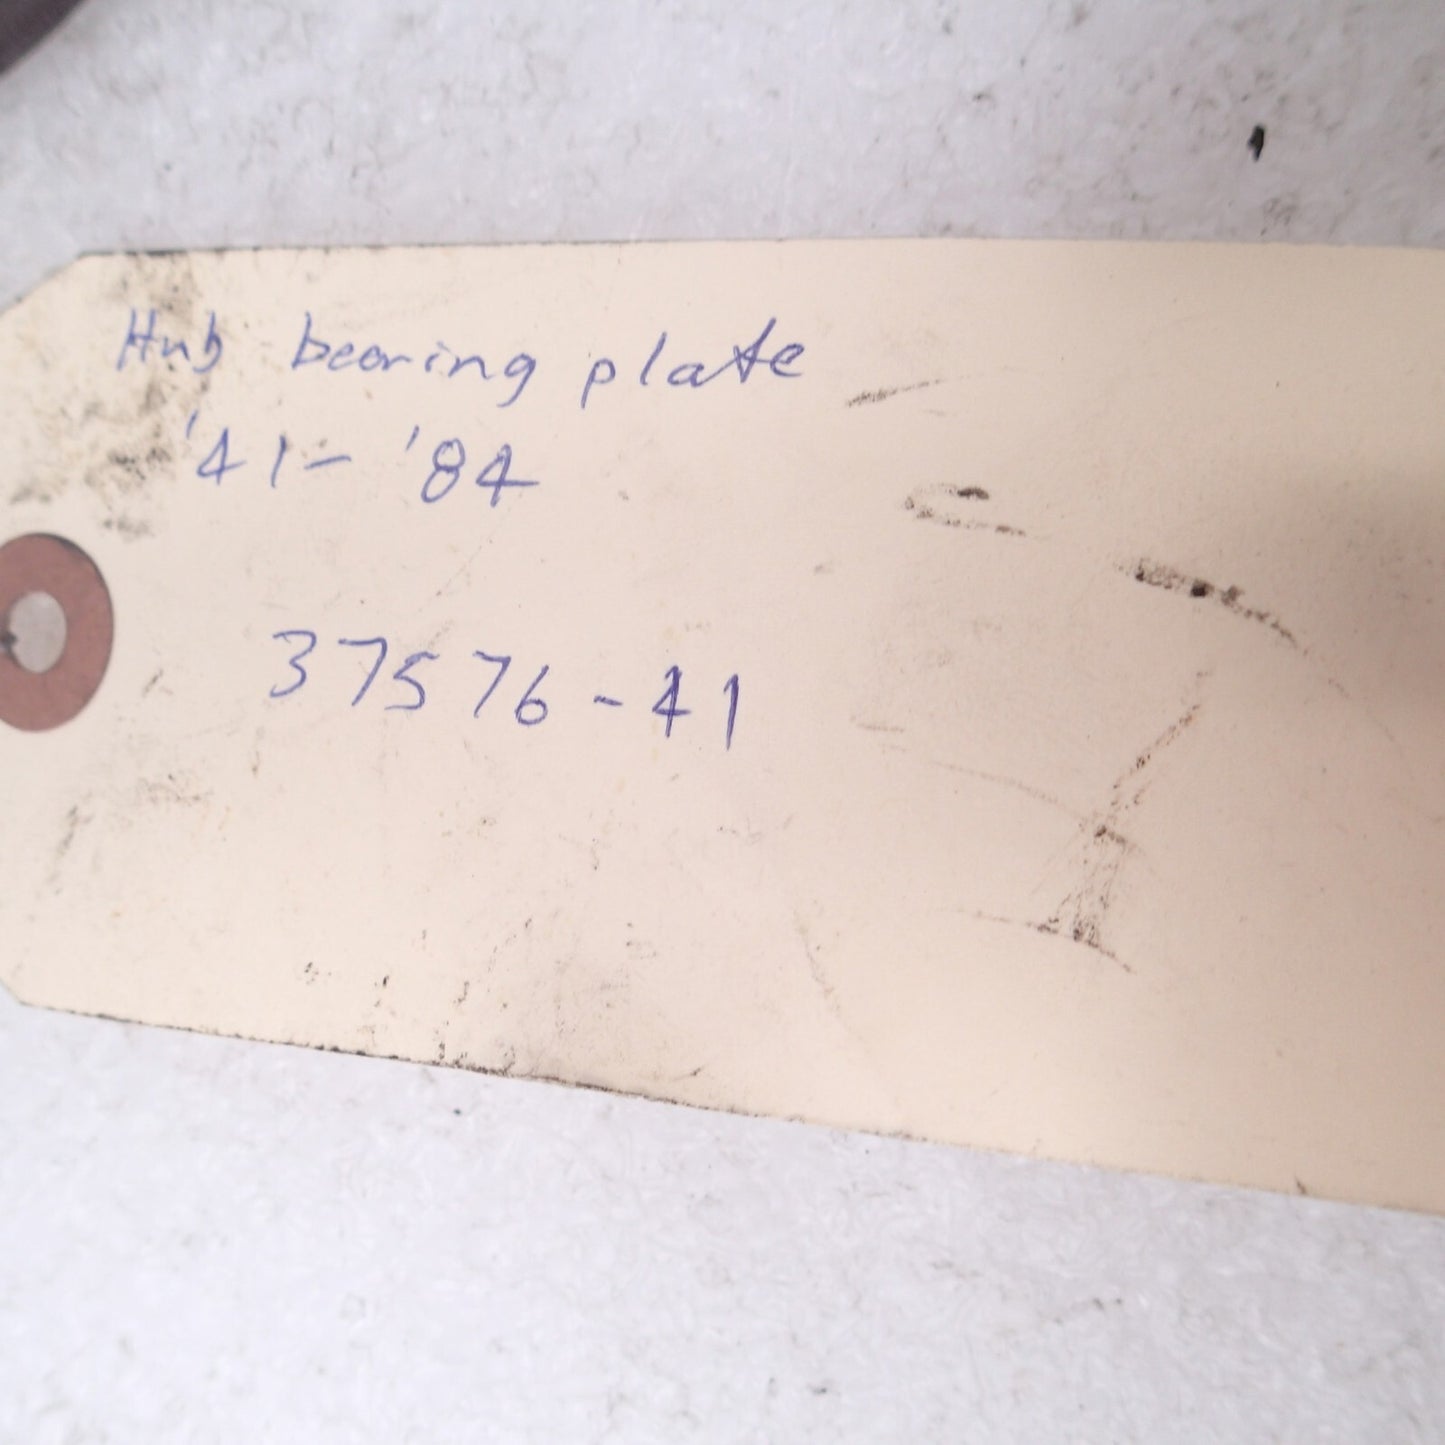 Hub bearing plate
'41- '84
37576-41